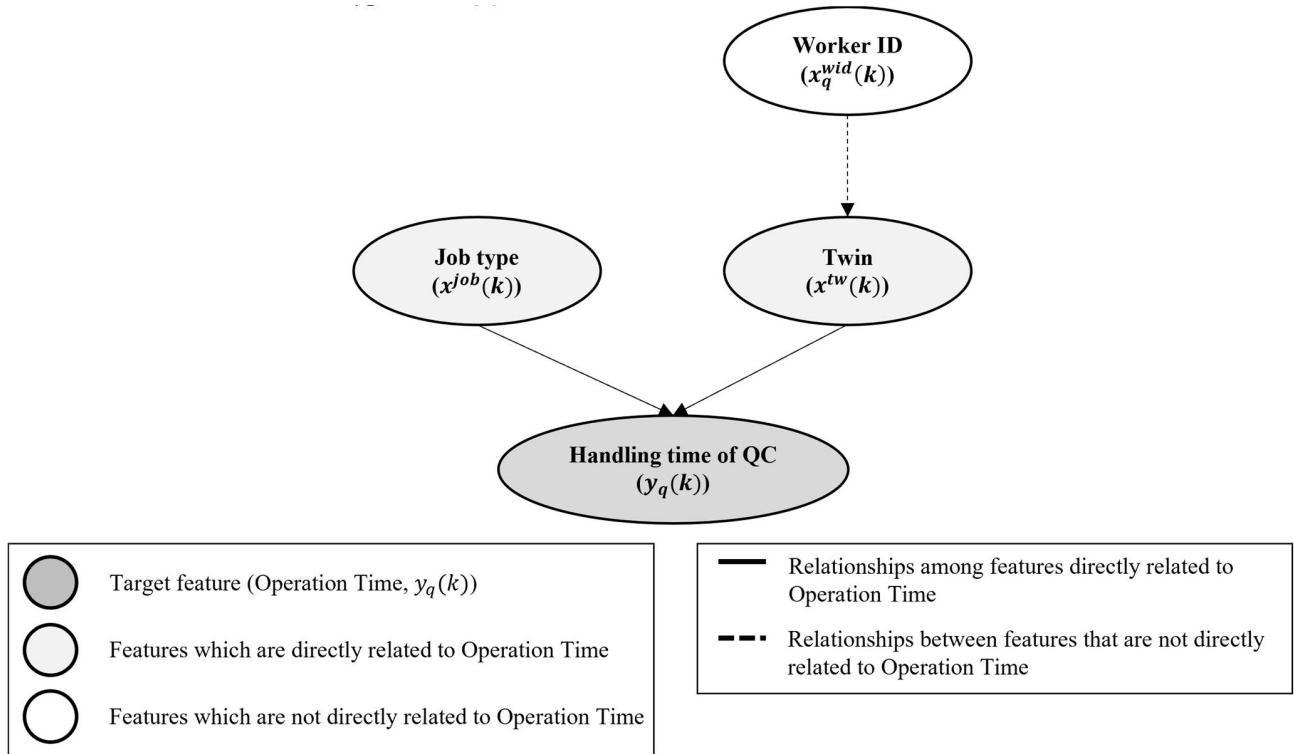 Worker ID
(x_q^{wid}(k))
Job type
(x^{job}(k))
Twin
(x^{tw}(k))
Handling time of QC
(y_q(k))
Target feature (Operation Time, y_q(k))
Features which are directly related to Operation Time
Features which are not directly related to Operation Time
Relationships among features directly related to
Operation Time
Relationships between features that are not directly
related to Operation Time